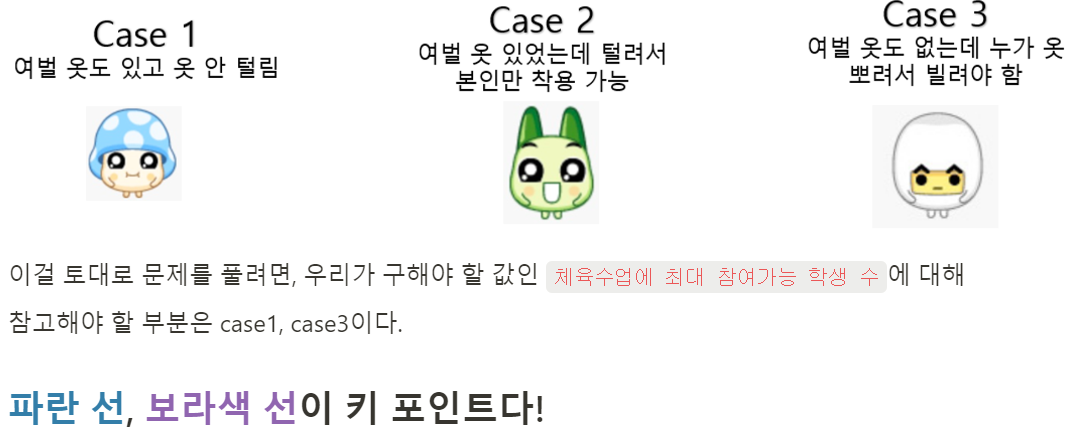 Case 1
여벌 옷도 있고 옷 안 털림
Case 2
여벌 옷 있었는데 털려서
본인만 착용 가능
Case 3
여벌 옷도 없는데 누가 옷
뽀려서 빌려야 함
이걸 토대로 문제를 풀려면, 우리가 구해야 할 값인 체육수업에 최대 참여가능 학생 수에 대해
참고해야 할 부분은 case1, case3이다.
파란 선, 보라색 선이 키 포인트다!